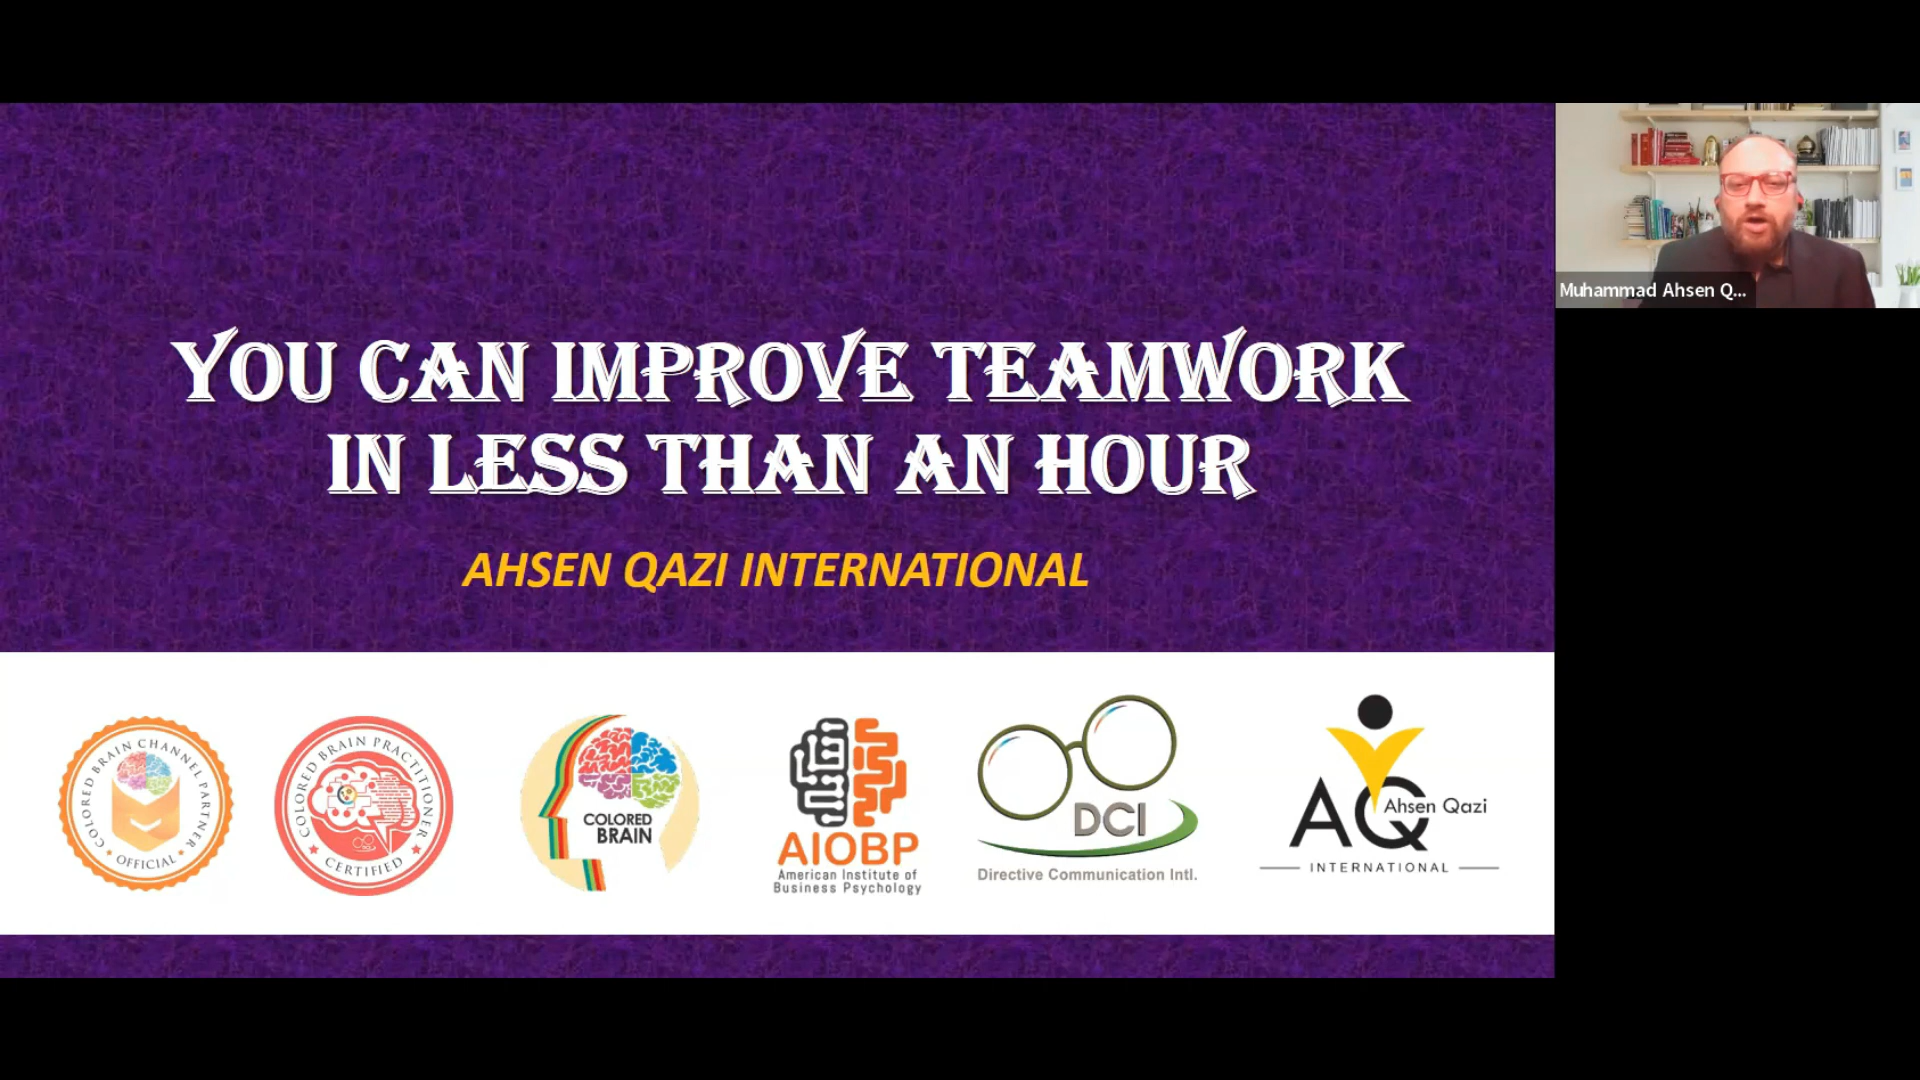 Muhammad Ahsen Q...
YOU CAN IMPROVE TEAMWORK
IN LESS THAN AN HOUR
AHSEN QAZI INTERNATIONAL
COLORED BRAIN CHANNEL PARTNER
OFFICIAL
COLORED BRAIN PRACTITIONER
CERTIFIED
COLORED
BRAIN
AIOBP
American Institute of
Business Psychology
DCI
Directive Communication Intl.
AQ
Ahsen Qazi
INTERNATIONAL